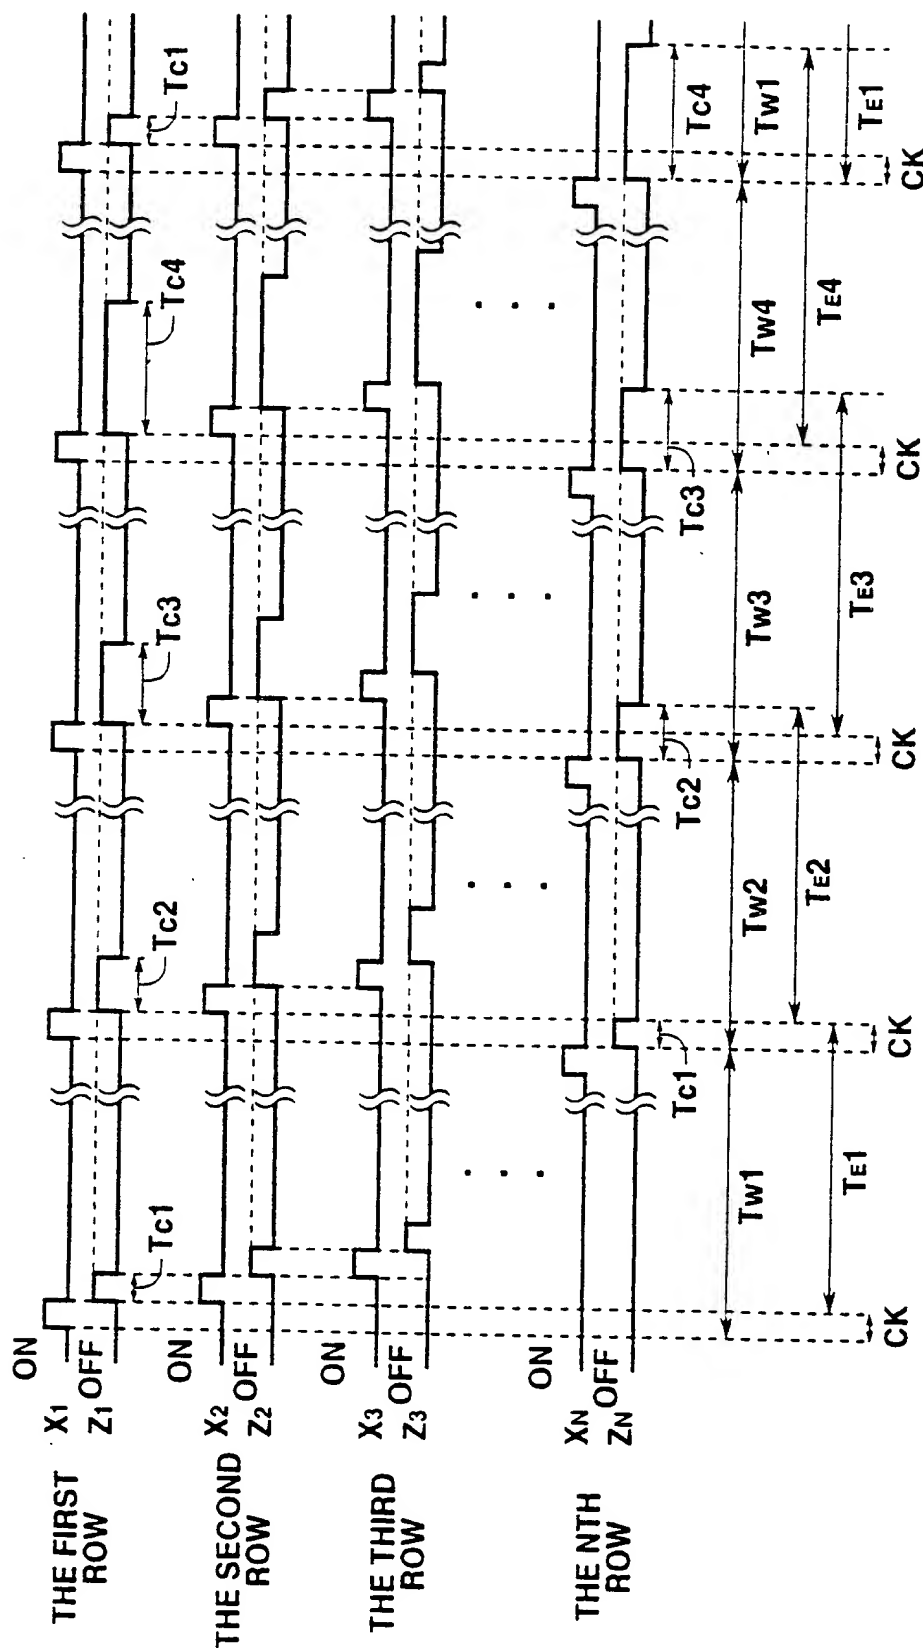 THE FIRST
ROW
X1
ON
Z1
OFF
Tc1
Tc2
Tc3
Tc4
Tc1
THE SECOND
ROW
X2
ON
Z2
OFF
THE THIRD
ROW
X3
ON
Z3
OFF
. . .
. . .
. . .
. . .
THE NTH
ROW
XN
ON
ZN
OFF
Tc1
Tc2
Tc3
Tc4
TW1
TW2
TW3
TW4
TW1
TE2
TE4
TE1
TE3
TE1
CK
CK
CK
CK
CK